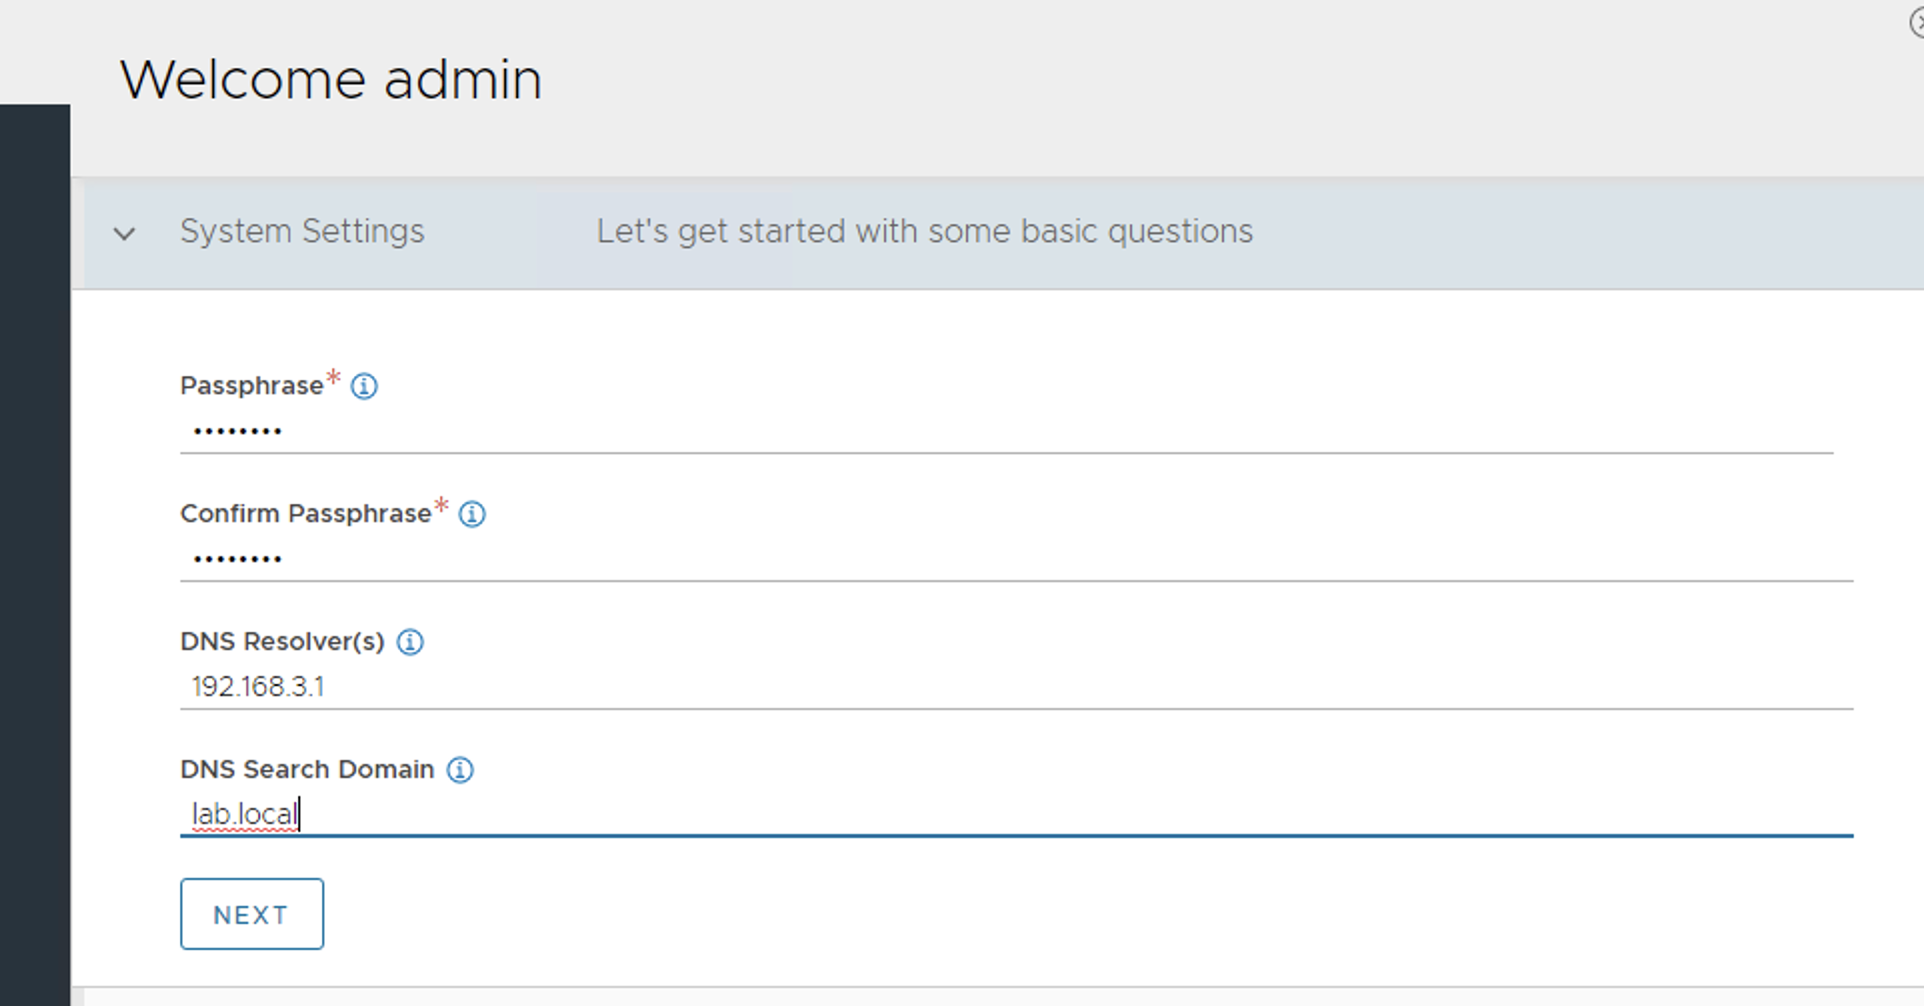 Welcome admin
System Settings Let's get started with some basic questions
Passphrase*
••••••••
Confirm Passphrase*
••••••••
DNS Resolver(s)
192.168.3.1
DNS Search Domain
lab.local
NEXT